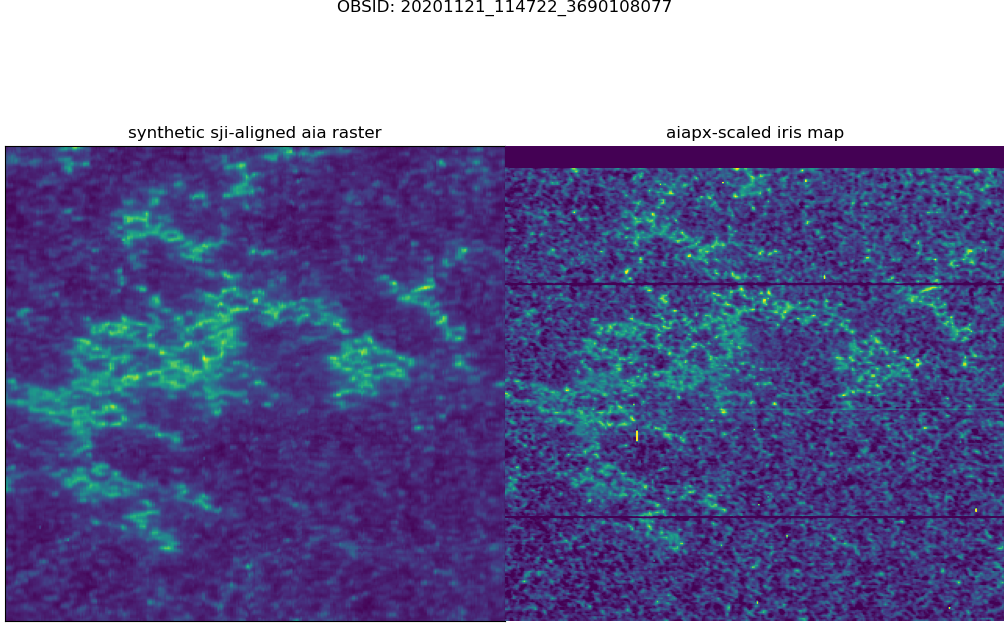 OBSID: 20201121_114722_3690108077
synthetic sji-aligned aia raster
aiapx-scaled iris map